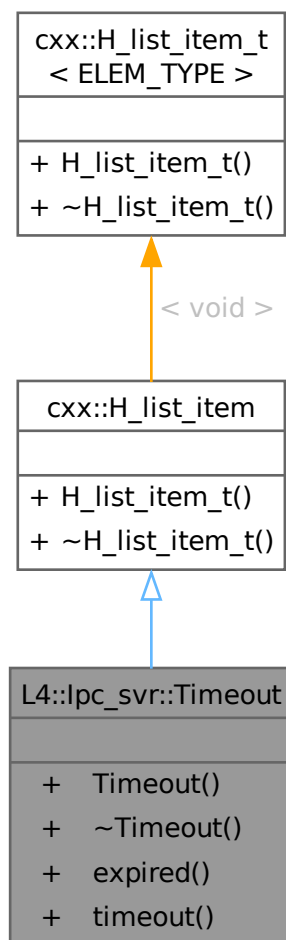 cxx::H_list_item_t
< ELEM_TYPE >
+ H_list_item_t()
+ ~H_list_item_t()
< void >
cxx::H_list_item
+ H_list_item_t()
+ ~H_list_item_t()
L4::Ipc_svr::Timeout
+ Timeout()
+ ~Timeout()
+ expired()
+ timeout()